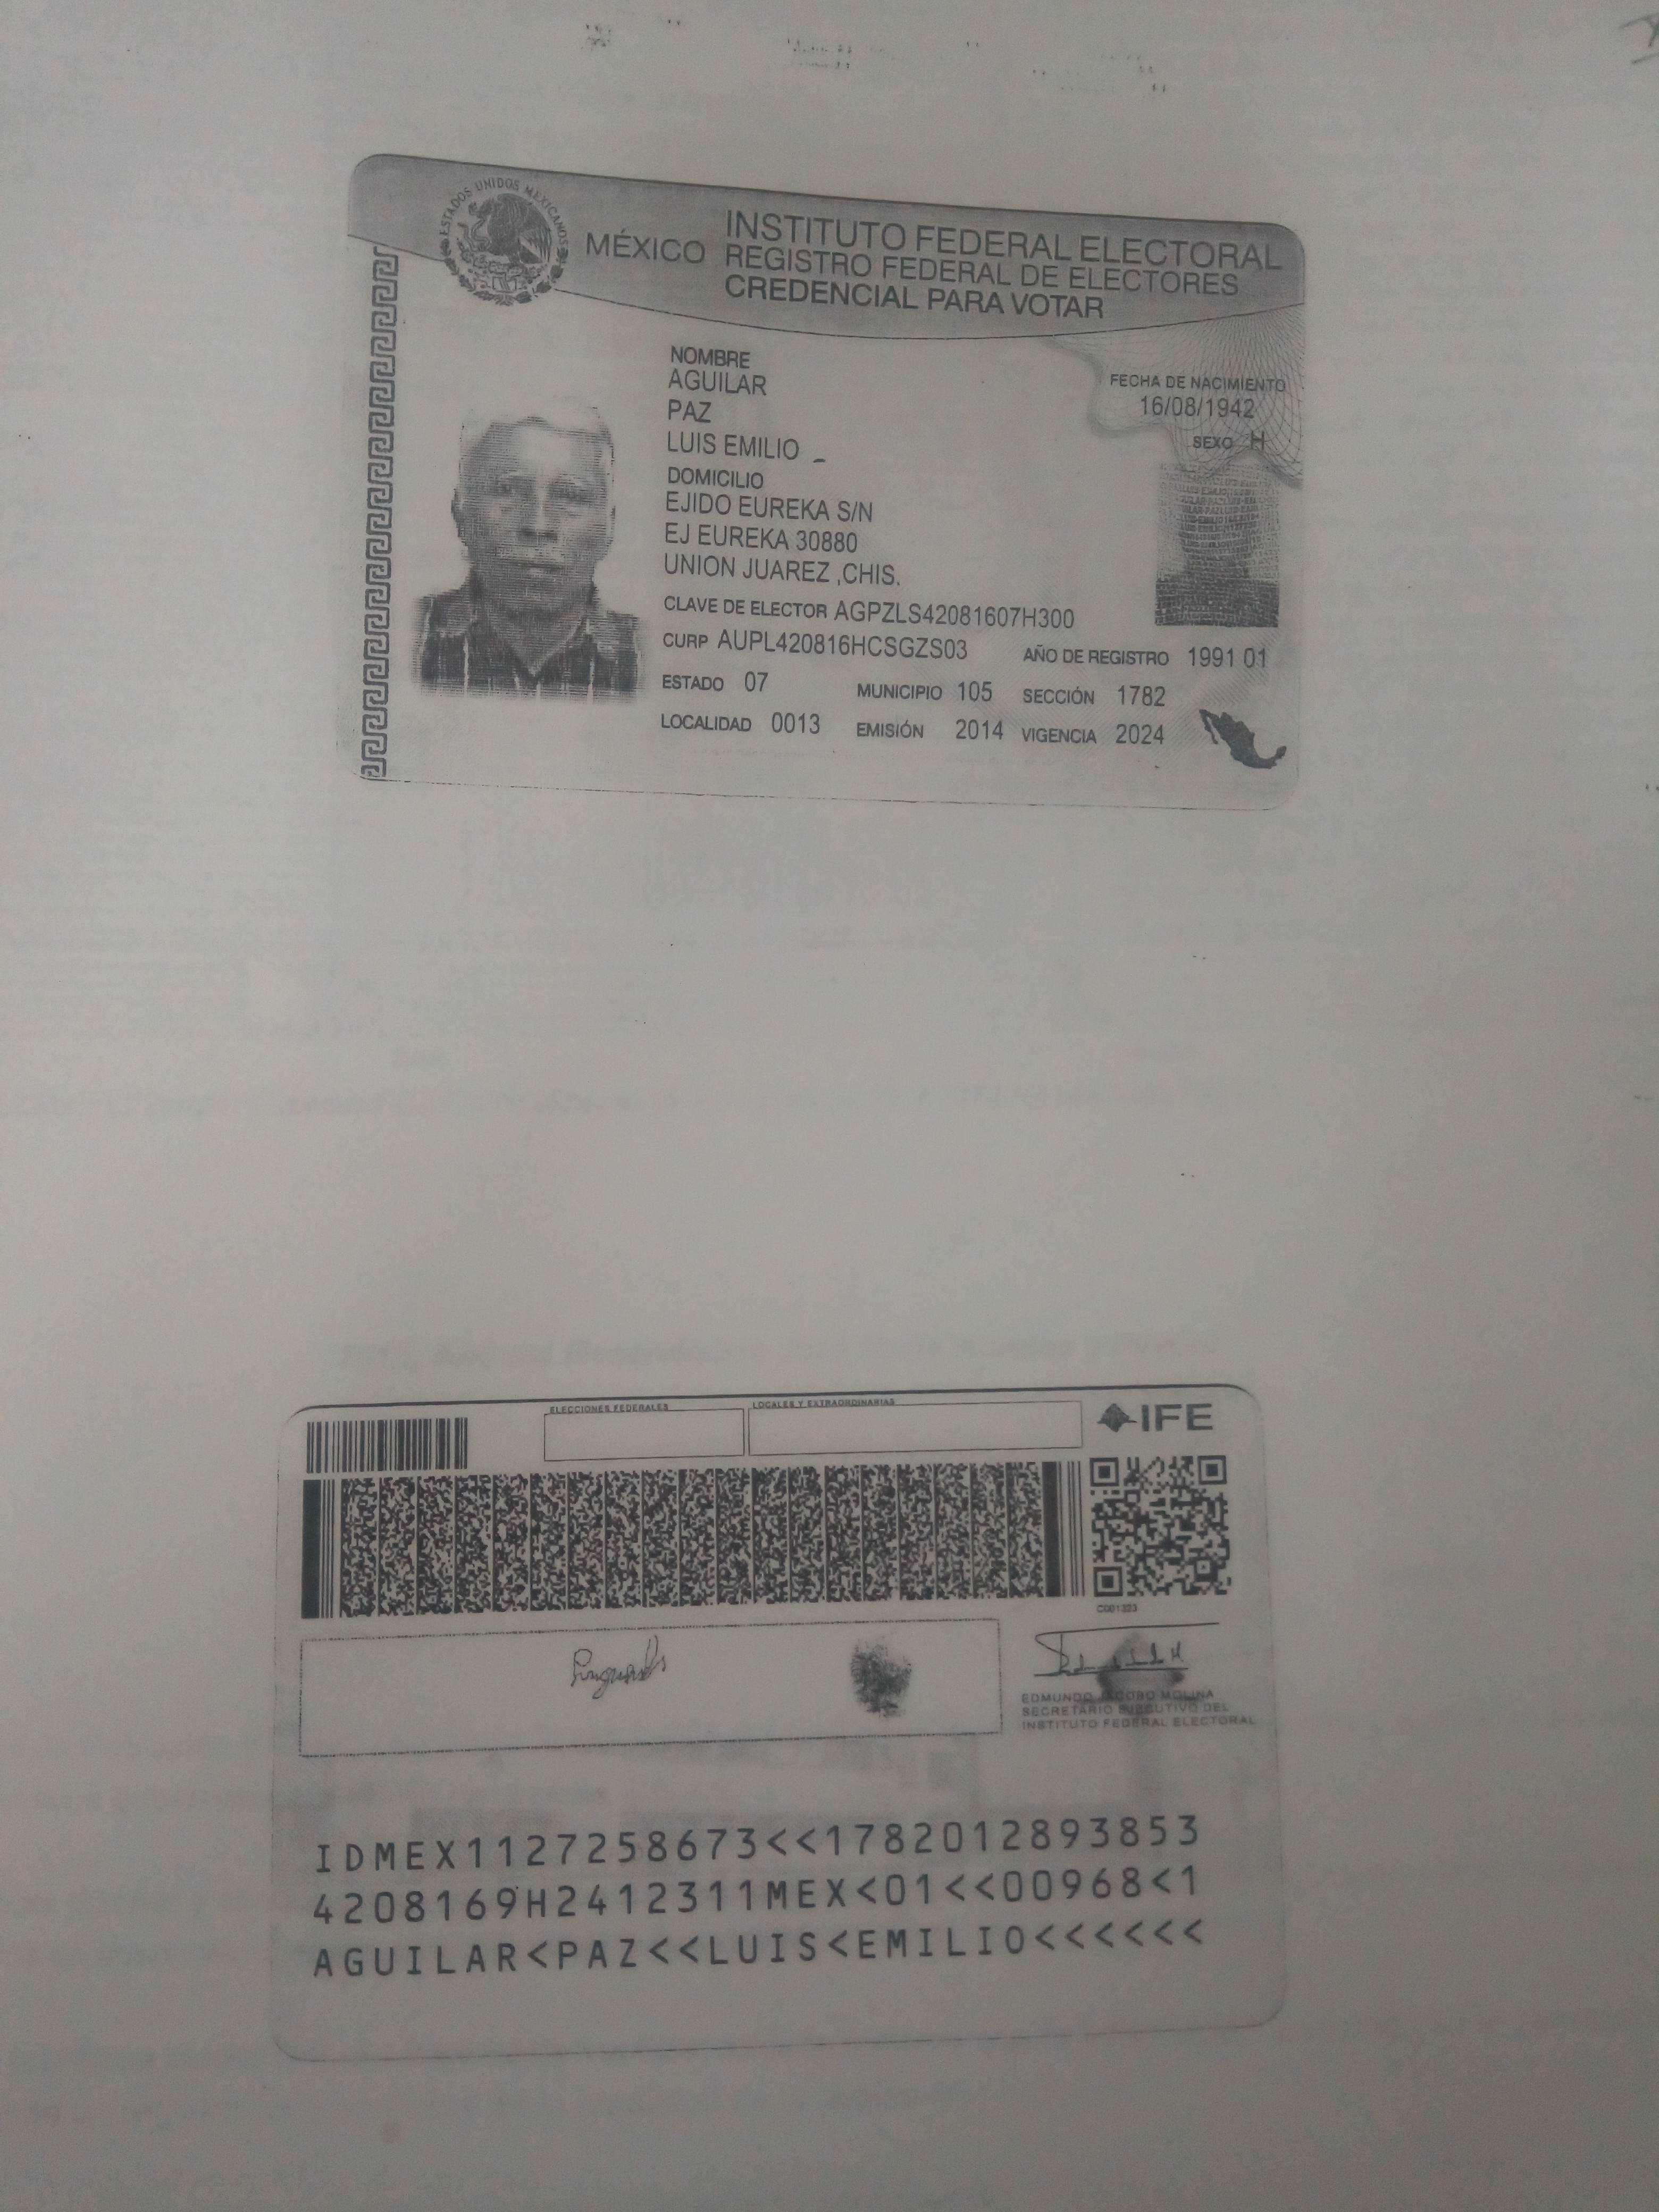 ESTADOS UNIDOS MEXICANOS
MÉXICO
INSTITUTO FEDERAL ELECTORAL
REGISTRO FEDERAL DE ELECTORES
CREDENCIAL PARA VOTAR
NOMBRE
AGUILAR
PAZ
LUIS EMILIO
FECHA DE NACIMIENTO
16/08/1942
SEXO H
DOMICILIO
EJIDO EUREKA S/N
EJ EUREKA 30880
UNION JUAREZ ,CHIS.
CLAVE DE ELECTOR AGPZLS42081607H300
CURP AUPL420816HCSGZS03 AÑO DE REGISTRO 1991 01
ESTADO 07 MUNICIPIO 105 SECCIÓN 1782
LOCALIDAD 0013 EMISIÓN 2014 VIGENCIA 2024
ELECCIONES FEDERALES LOCALES Y EXTRAORDINARIAS
IFE
C001323
EDMUNDO JACOBO MOLINA
SECRETARIO EJECUTIVO DEL
INSTITUTO FEDERAL ELECTORAL
IDMEX1127258673<<1782012893853
4208169H2412311MEX<01<<00968<1
AGUILAR<PAZ<<LUIS<EMILIO<<<<<<